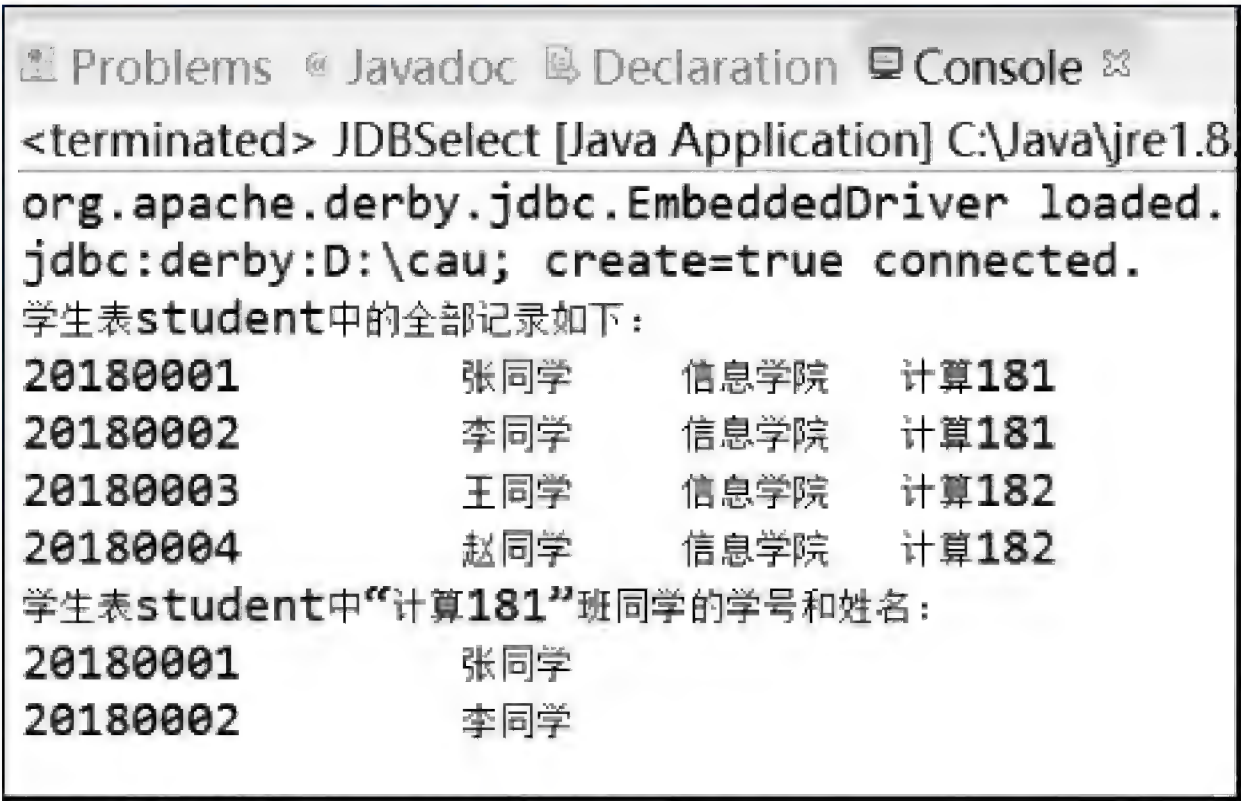 Problems @ Javadoc Declaration Console
<terminated> JDBSelect [Java Application] C:\Java\jre1.8.
org.apache.derby.jdbc.EmbeddedDriver loaded.
jdbc:derby:D:\cau; create=true connected.
学生表student中的全部记录如下:
20180001 张同学 信息学院 计算181
20180002 李同学 信息学院 计算181
20180003 王同学 信息学院 计算182
20180004 赵同学 信息学院 计算182
学生表student中“计算181”班同学的学号和姓名:
20180001 张同学
20180002 李同学